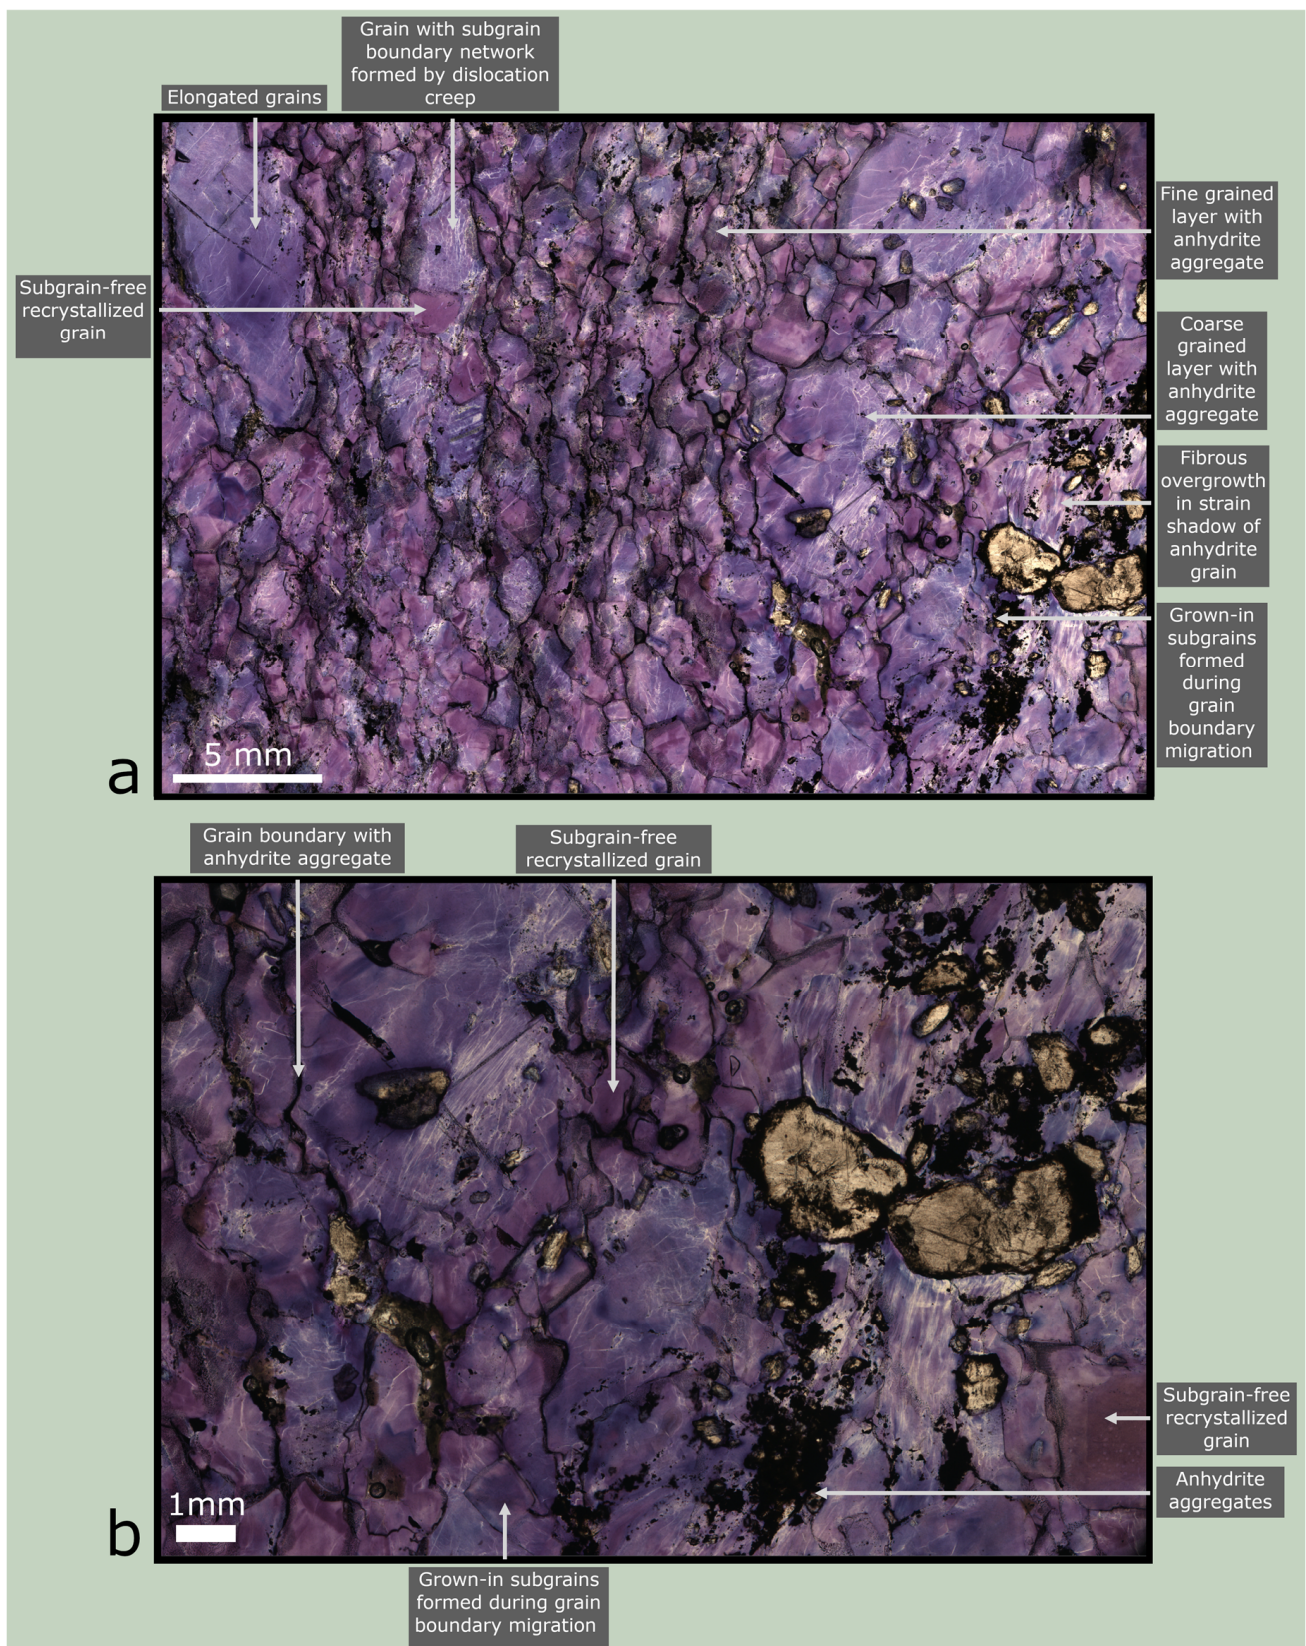 Grain with subgrain
boundary network
formed by dislocation
creep
Elongated grains
Fine grained
layer with
anhydrite
aggregate
Subgrain-free
recrystallized
grain
Coarse
grained
layer with
anhydrite
aggregate
Fibrous
overgrowth
in strain
shadow of
anhydrite
grain
Grown-in
subgrains
formed
during
grain
boundary
migration
5 mm
a
Grain boundary with
anhydrite aggregate
Subgrain-free
recrystallized grain
Subgrain-free
recrystallized
grain
Anhydrite
aggregates
1mm
b
Grown-in subgrains
formed during grain
boundary migration